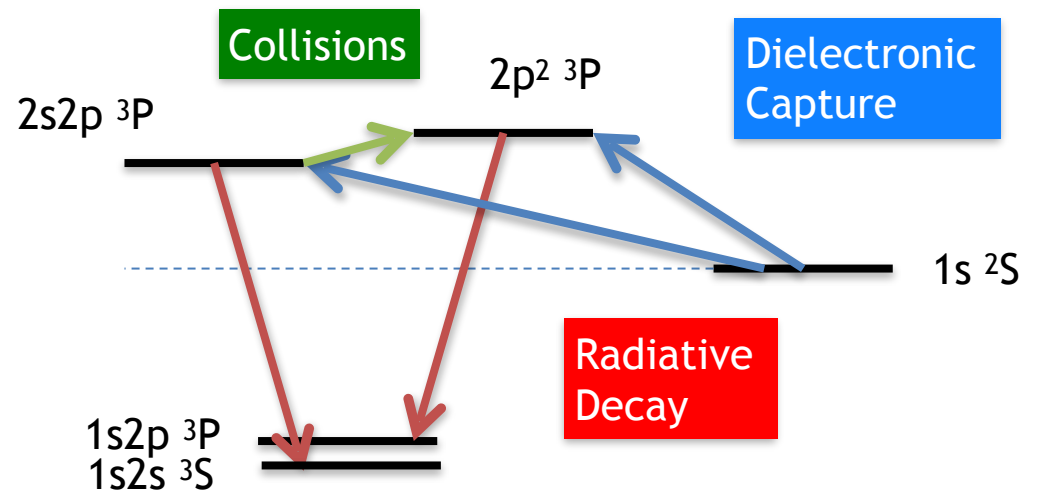 Collisions
Dielectronic
Capture
2p² ³P
2s2p ³P
1s ²S
Radiative
Decay
1s2p ³P
1s2s ³S